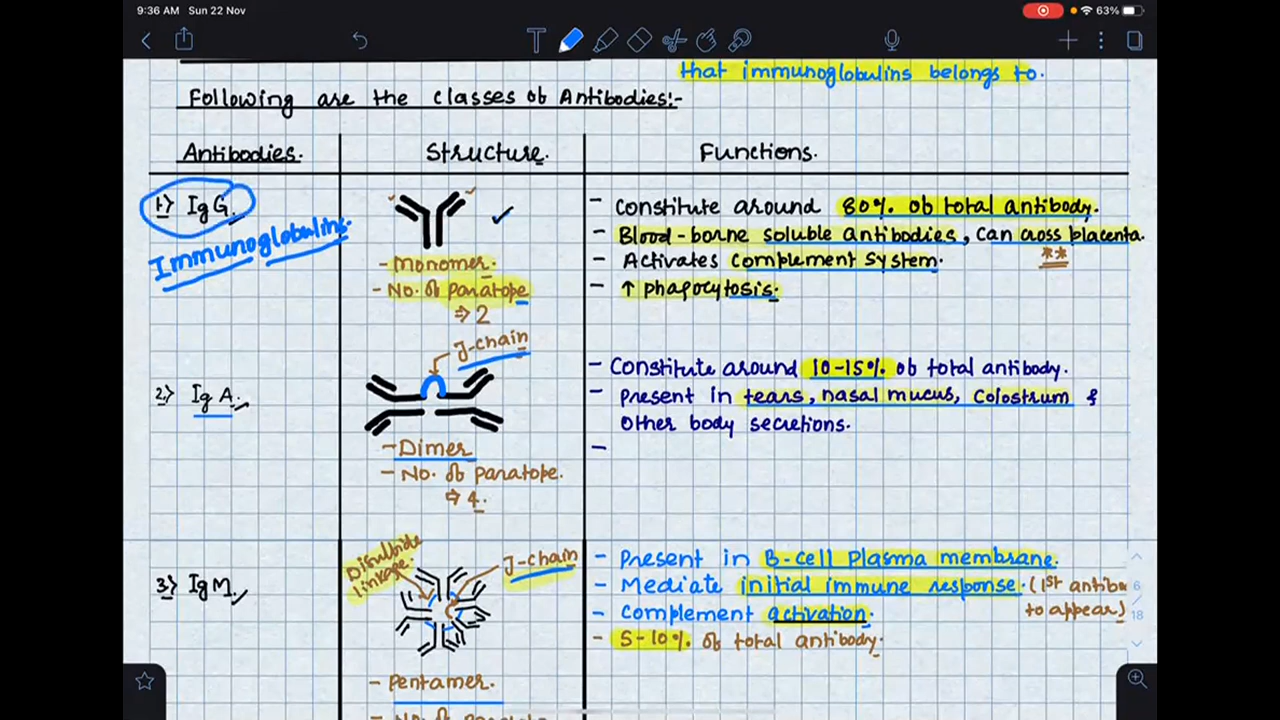 9:36 AM Sun 22 Nov
63%
that immunoglobulins belongs to.
Following are the classes of Antibodies:-
Antibodies.
Structure.
Functions.
1.) IgG.
Immunoglobulins.
- Monomer.
- No. of paratope
⇒ 2
- Constitute around 80% of total antibody.
- Blood-borne soluble antibodies, can cross placenta.
- Activates complement system.
**
- ↑ phagocytosis.
2.) IgA.
J-chain
- Dimer
- No. of paratope.
⇒ 4.
- Constitute around 10-15% of total antibody.
- Present in tears, nasal mucus, colostrum &
other body secretions.
-
3.) IgM.
Disulfide
linkage.
J-chain
- Pentamer.
- Present in B-cell Plasma membrane.
- Mediate initial immune response. (1st antibo
to appear)
- Complement activation.
- 5-10% of total antibody.
6
18